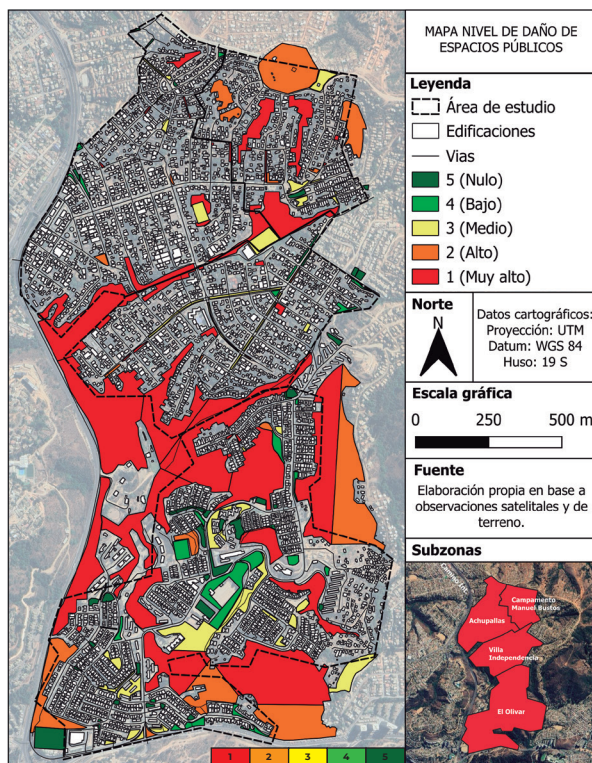 MAPA NIVEL DE DAÑO DE
ESPACIOS PÚBLICOS
Leyenda
Área de estudio
Edificaciones
Vias
5 (Nulo)
4 (Bajo)
3 (Medio)
2 (Alto)
1 (Muy alto)
Norte
N
Datos cartográficos:
Proyección: UTM
Datum: WGS 84
Huso: 19 S
Escala gráfica
0 250 500 m
Fuente
Elaboración propia en base a
observaciones satelitales y de
terreno.
Subzonas
Campamento
Manuel Bustos
Achupallas
Villa
Independencia
El Olivar
1 2 3 4 5